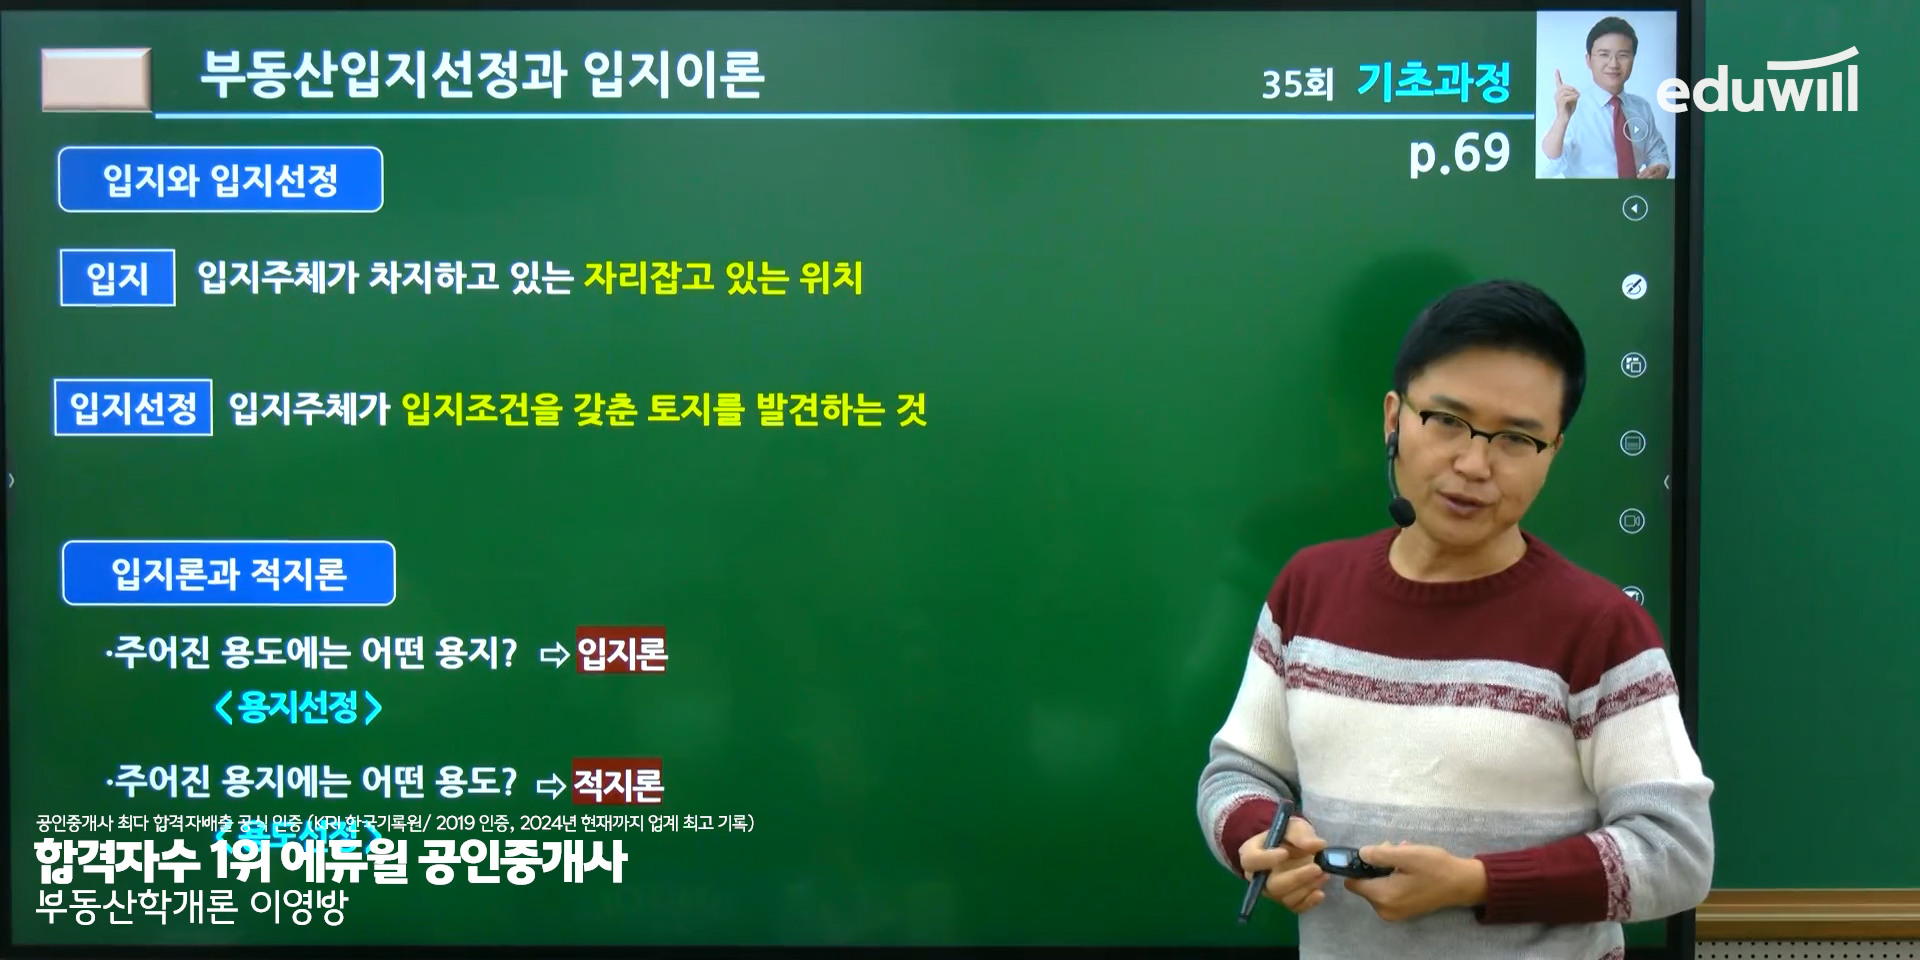 부동산입지선정과 입지이론
35회 기초과정
eduwill
p.69
입지와 입지선정
입지 입지주체가 차지하고 있는 자리잡고 있는 위치
입지선정 입지주체가 입지조건을 갖춘 토지를 발견하는 것
입지론과 적지론
·주어진 용도에는 어떤 용지? ⇨ 입지론
<용지선정>
·주어진 용지에는 어떤 용도? ⇨ 적지론
<용도선정>
공인중개사 최다 합격자배출 공식 인증 (KRI 한국기록원/ 2019 인증, 2024년 현재까지 업계 최고 기록)
합격자수 1위 에듀윌 공인중개사
부동산학개론 이영방